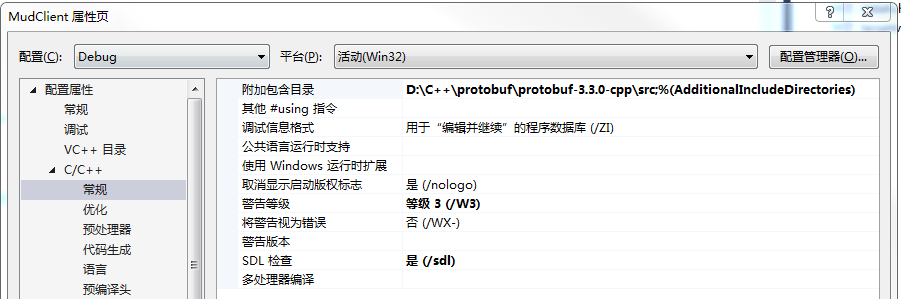 MudClient 属性页
配置(C): Debug 平台(P): 活动(Win32) 配置管理器(O)...
配置属性
常规
调试
VC++ 目录
C/C++
常规
优化
预处理器
代码生成
语言
预编译头
附加包含目录 D:\C++\protobuf\protobuf-3.3.0-cpp\src;%(AdditionalIncludeDirectories)
其他 #using 指令
调试信息格式 用于“编辑并继续”的程序数据库 (/ZI)
公共语言运行时支持
使用 Windows 运行时扩展
取消显示启动版权标志 是 (/nologo)
警告等级 等级 3 (/W3)
将警告视为错误 否 (/WX-)
警告版本
SDL 检查 是 (/sdl)
多处理器编译